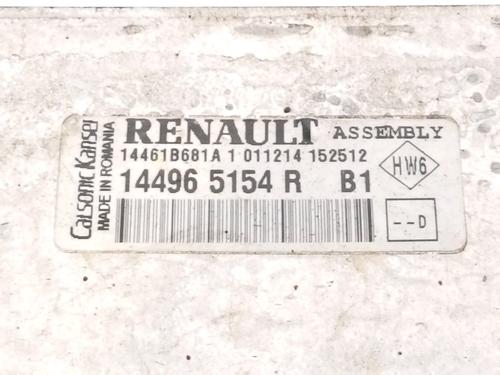 RENAULT ASSEMBLY
14461B681A 1 011214 152512
14496 5154 R B1
HW6
--D
Calsonic Kansei
MADE IN ROMANIA